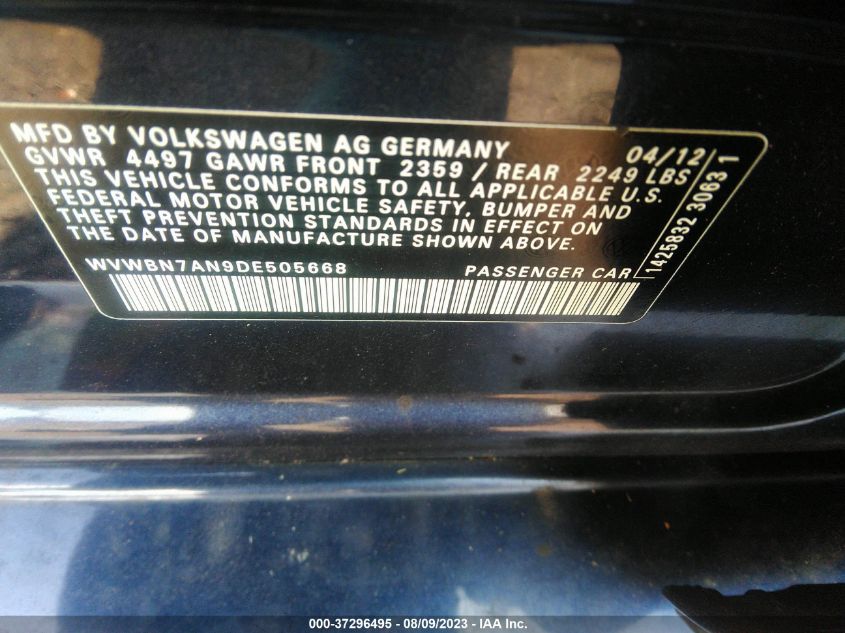 MFD BY VOLKSWAGEN AG GERMANY 04/12
GVWR 4497 GAWR FRONT 2359 / REAR 2249 LBS
THIS VEHICLE CONFORMS TO ALL APPLICABLE U.S.
FEDERAL MOTOR VEHICLE SAFETY, BUMPER AND
THEFT PREVENTION STANDARDS IN EFFECT ON
THE DATE OF MANUFACTURE SHOWN ABOVE.
WVWBN7AN9DE505668 PASSENGER CAR
1425832 30631
000-37296495 - 08/09/2023 - IAA Inc.